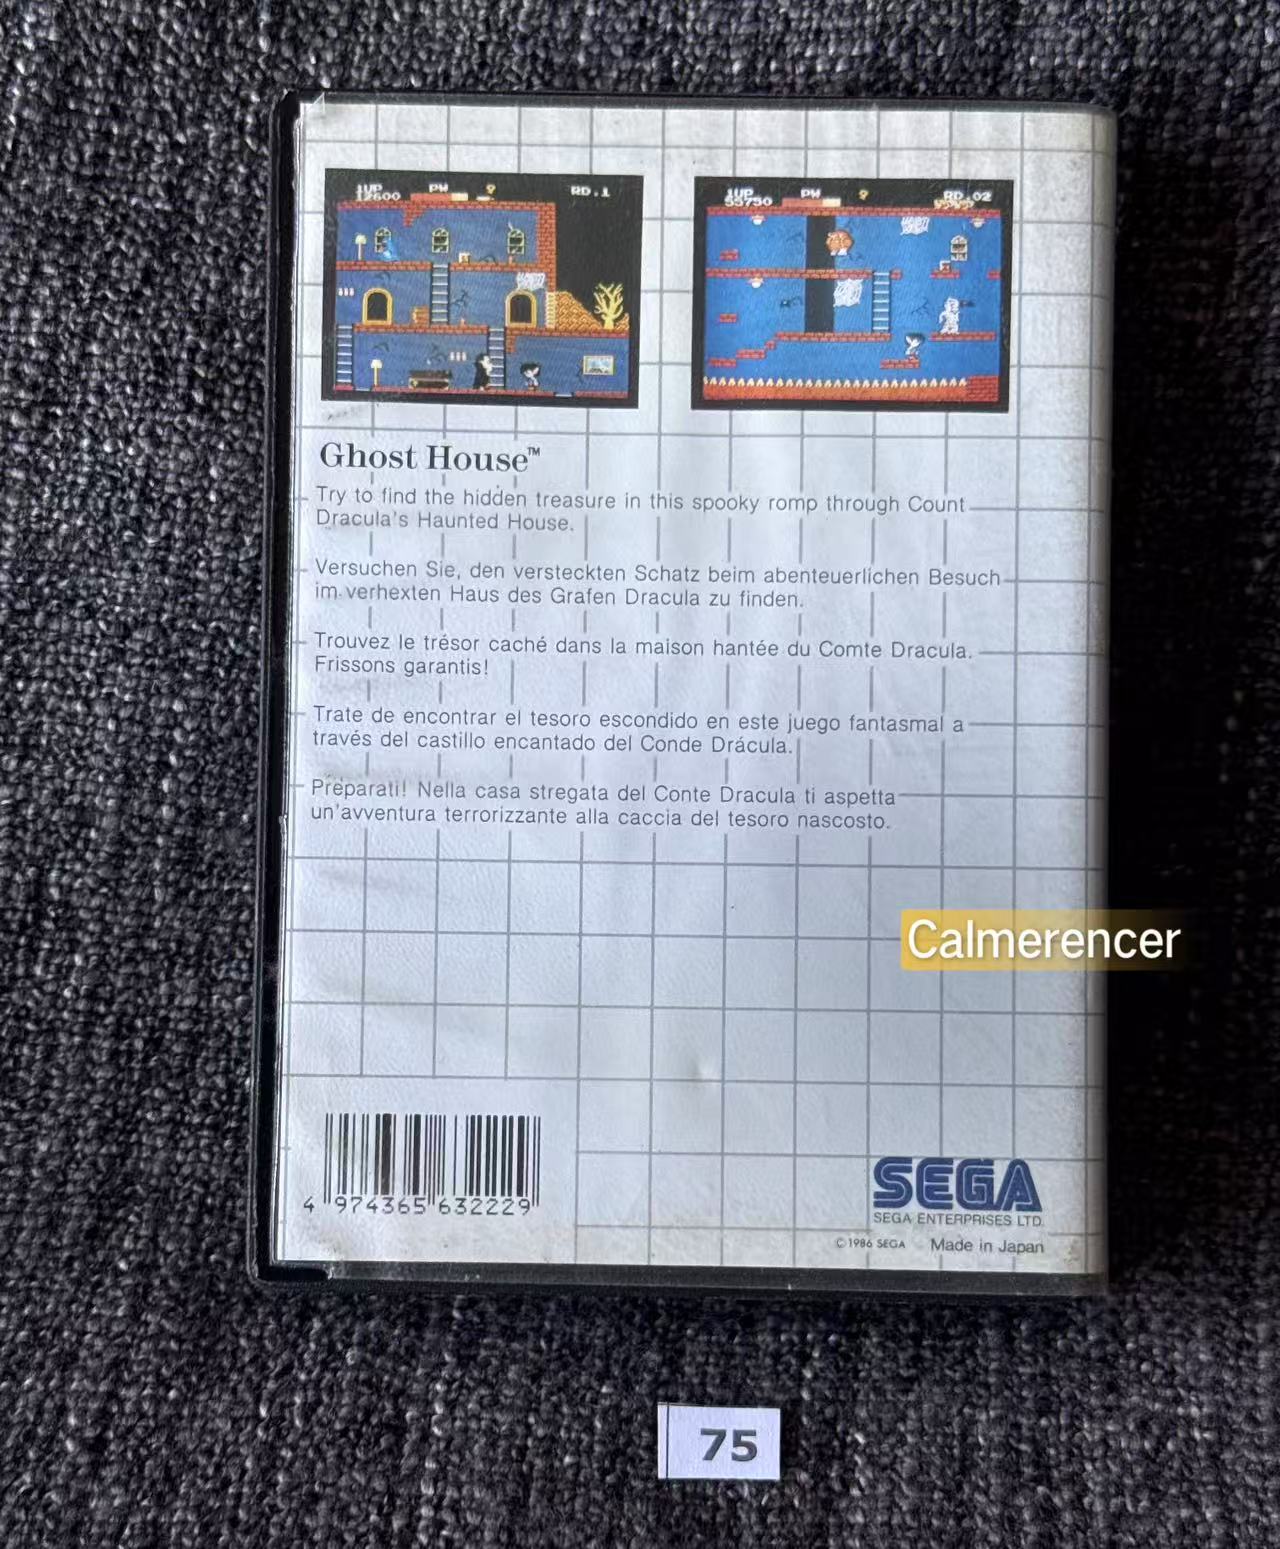 1UP
12600
PW
RD.1
1UP
55750
PW
RD.02
Ghost House™
Try to find the hidden treasure in this spooky romp through Count
Dracula's Haunted House.
Versuchen Sie, den versteckten Schatz beim abenteuerlichen Besuch
im verhexten Haus des Grafen Dracula zu finden.
Trouvez le trésor caché dans la maison hantée du Comte Dracula.
Frissons garantis!
Trate de encontrar el tesoro escondido en este juego fantasmal a
través del castillo encantado del Conde Drácula.
Préparati! Nella casa stregata del Conte Dracula ti aspetta
un'avventura terrorizzante alla caccia del tesoro nascosto.
Calmerencer
4 974365 632229
SEGA
SEGA ENTERPRISES LTD.
©1986 SEGA Made in Japan
75